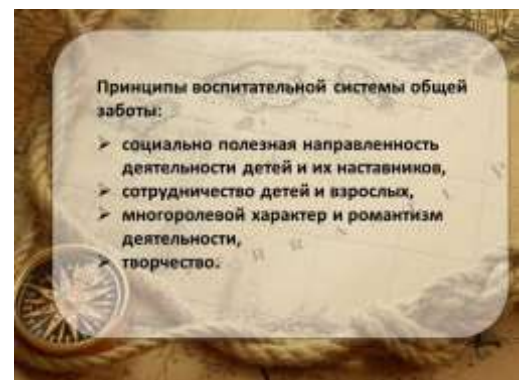 Принципы воспитательной системы общей
заботы:
➤ социально полезная направленность
деятельности детей и их наставников,
➤ сотрудничество детей и взрослых,
➤ многоролевой характер и романтизм
деятельности,
➤ творчество.